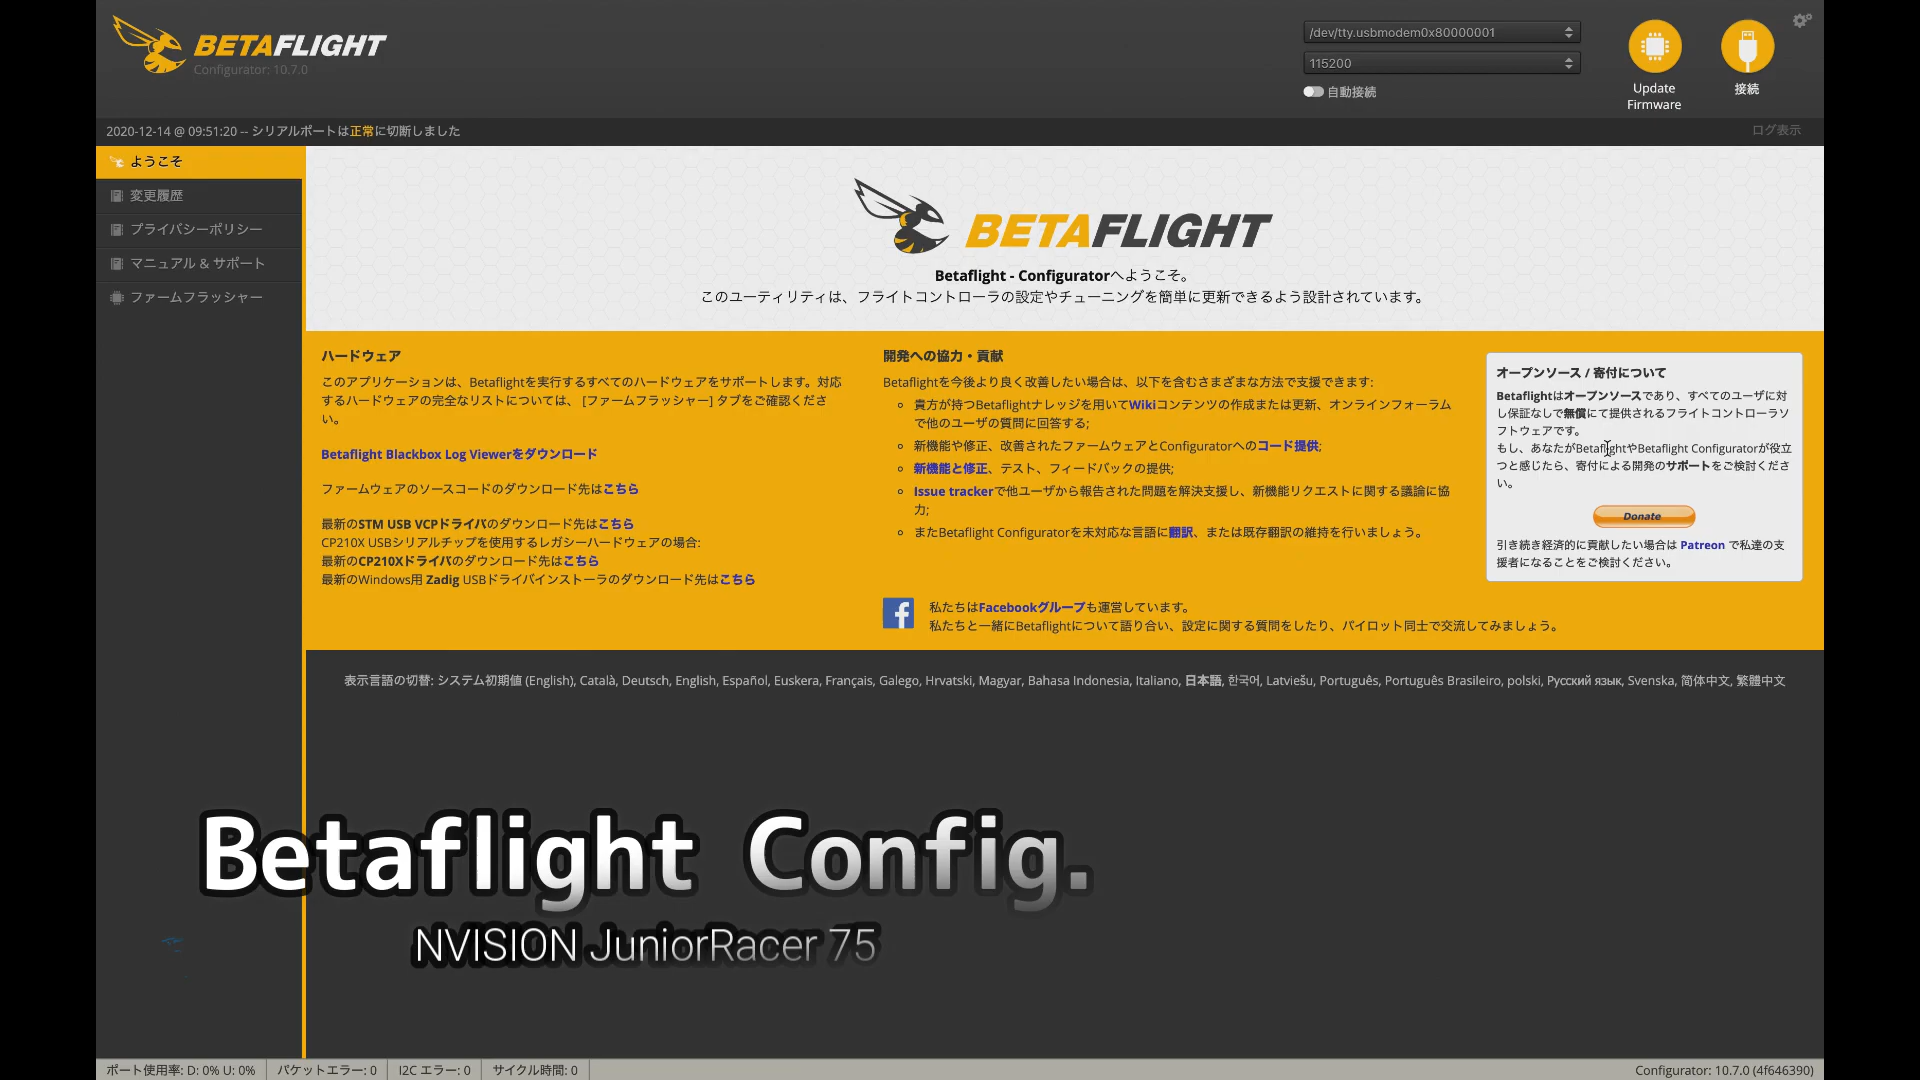 BETAFLIGHT
Configurator: 10.7.0
/dev/tty.usbmodem0x80000001
115200
自動接続
Update
Firmware
接続
2020-12-14 @ 09:51:20 -- シリアルポートは正常に切断しました
ログ表示
ようこそ
変更履歴
プライバシーポリシー
マニュアル & サポート
ファームフラッシャー
BETAFLIGHT
Betaflight - Configuratorへようこそ。
このユーティリティは、フライトコントローラの設定やチューニングを簡単に更新できるよう設計されています。
ハードウェア
このアプリケーションは、Betaflightを実行するすべてのハードウェアをサポートします。対応
するハードウェアの完全なリストについては、 [ファームフラッシャー] タブをご確認くださ
い。
Betaflight Blackbox Log Viewerをダウンロード
ファームウェアのソースコードのダウンロード先はこちら
最新のSTM USB VCPドライバのダウンロード先はこちら
CP210X USBシリアルチップを使用するレガシーハードウェアの場合:
最新のCP210Xドライバのダウンロード先はこちら
最新のWindows用 Zadig USBドライバインストーラのダウンロード先はこちら
開発への協力・貢献
Betaflightを今後より良く改善したい場合は、以下を含むさまざまな方法で支援できます:
貴方が持つBetaflightナレッジを用いてWikiコンテンツの作成または更新、オンラインフォーラム
で他のユーザの質問に回答する;
新機能や修正、改善されたファームウェアとConfiguratorへのコード提供;
新機能と修正、テスト、フィードバックの提供;
Issue trackerで他ユーザから報告された問題を解決支援し、新機能リクエストに関する議論に協
力;
またBetaflight Configuratorを未対応な言語に翻訳、または既存翻訳の維持を行いましょう。
私たちはFacebookグループも運営しています。
私たちと一緒にBetaflightについて語り合い、設定に関する質問をしたり、パイロット同士で交流してみましょう。
オープンソース / 寄付について
Betaflightはオープンソースであり、すべてのユーザに対
し保証なしで無償にて提供されるフライトコントローラソ
フトウェアです。
もし、あなたがBetaflightやBetaflight Configuratorが役立
つと感じたら、寄付による開発のサポートをご検討くださ
い。
Donate
引き続き経済的に貢献したい場合は Patreon で私達の支
援者になることをご検討ください。
表示言語の切替: システム初期値 (English), Català, Deutsch, English, Español, Euskera, Français, Galego, Hrvatski, Magyar, Bahasa Indonesia, Italiano, 日本語, 한국어, Latviešu, Português, Português Brasileiro, polski, Русский язык, Svenska, 简体中文, 繁體中文
Betaflight Config.
NVISION JuniorRacer 75
ポート使用率: D: 0% U: 0%
パケットエラー: 0
I2C エラー: 0
サイクル時間: 0
Configurator: 10.7.0 (4f646390)